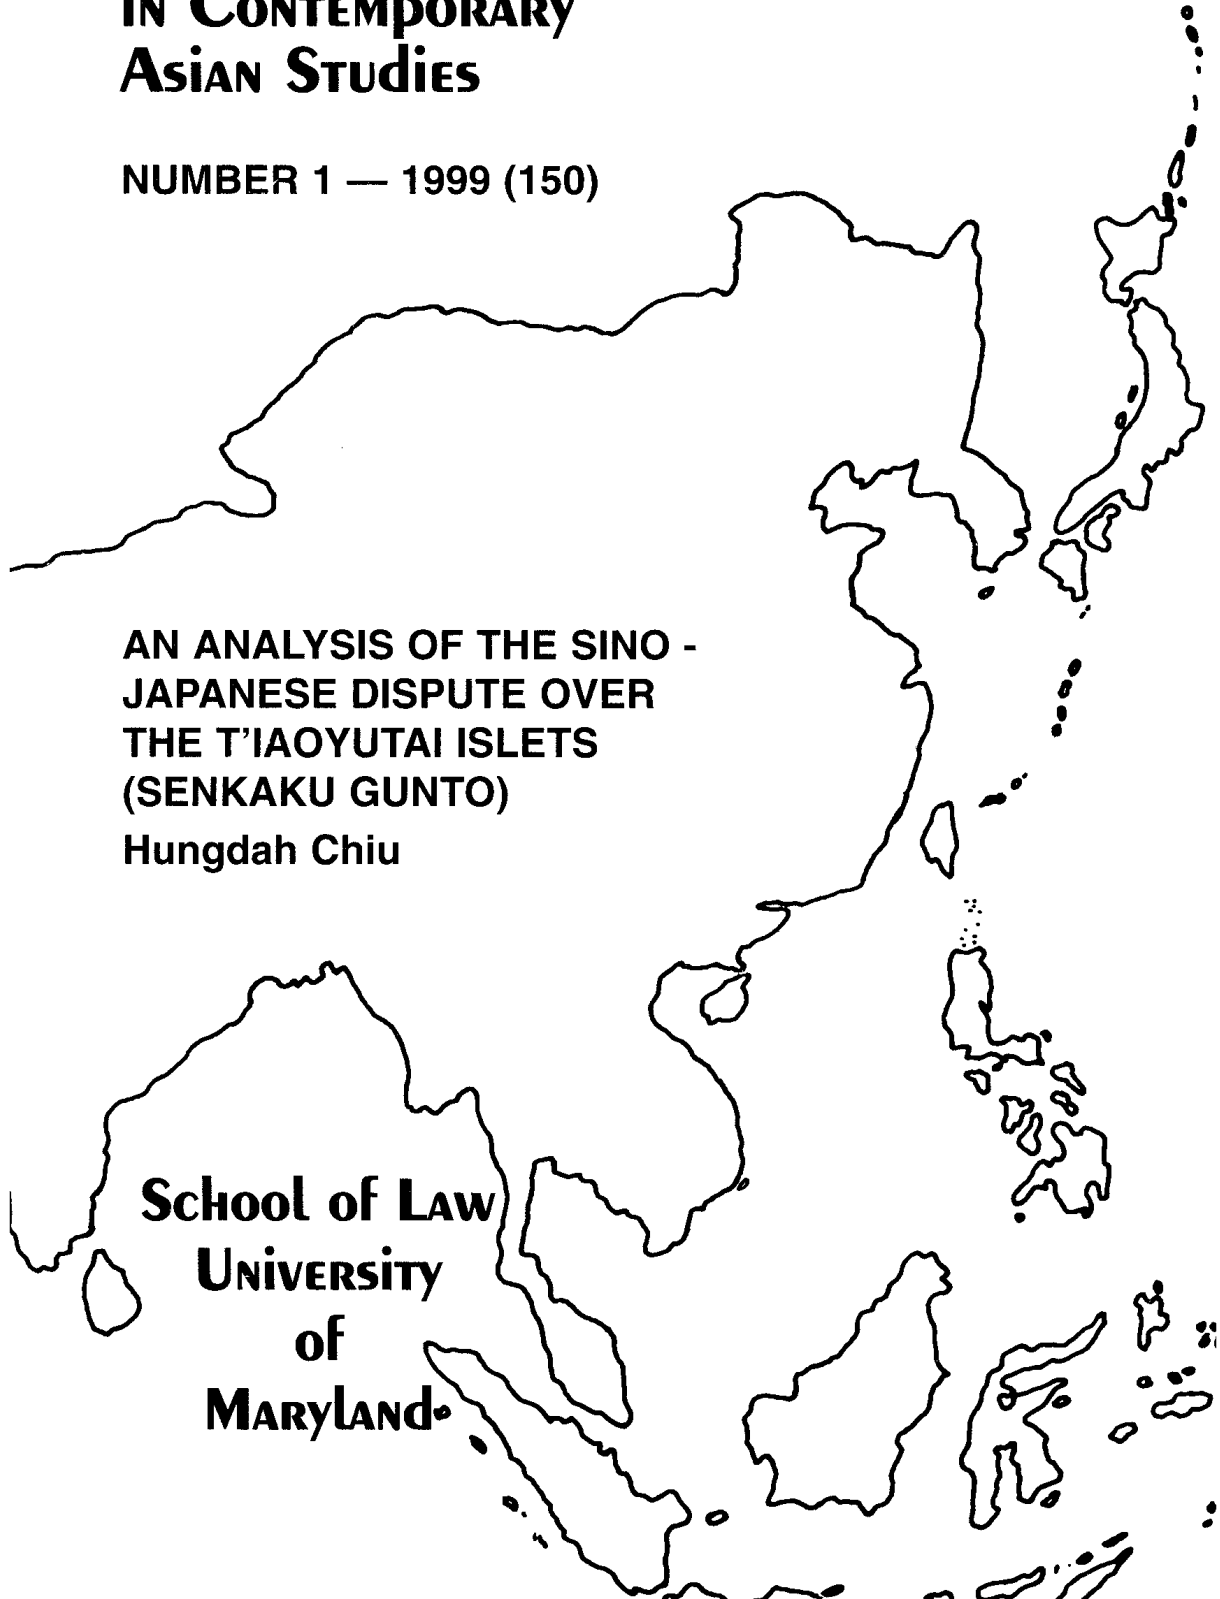 IN CONTEMPORARY
ASIAN STUDIES
NUMBER 1 — 1999 (150)
AN ANALYSIS OF THE SINO -
JAPANESE DISPUTE OVER
THE T'IAOYUTAI ISLETS
(SENKAKU GUNTO)
Hungdah Chiu
School of Law
University
of
Maryland